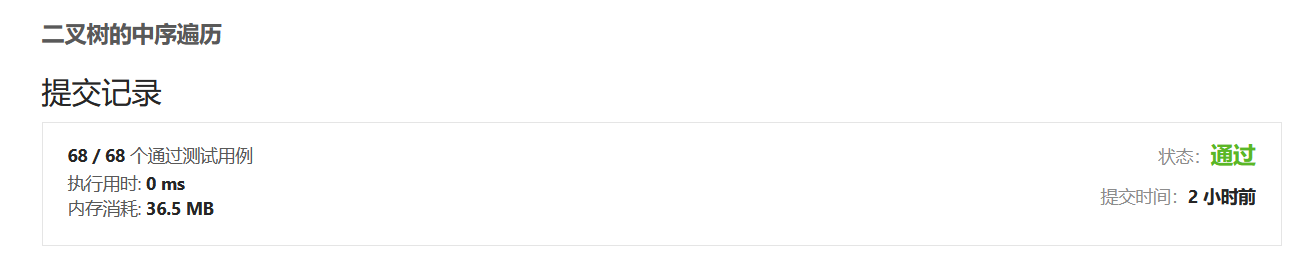 二叉树的中序遍历
提交记录
68 / 68 个通过测试用例
状态：通过
执行用时: 0 ms
提交时间：2 小时前
内存消耗: 36.5 MB